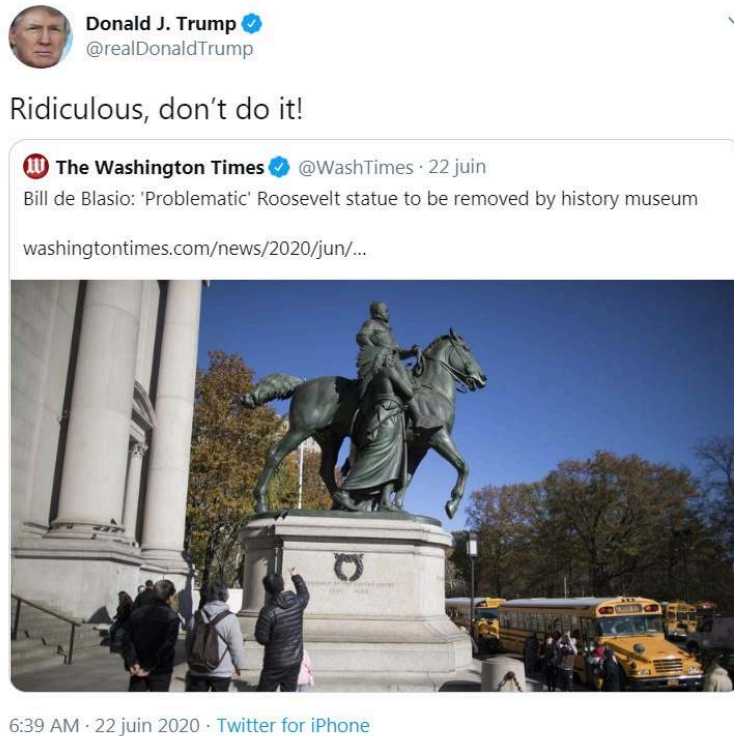 Donald J. Trump
@realDonaldTrump
Ridiculous, don't do it!
The Washington Times @WashTimes · 22 juin
Bill de Blasio: 'Problematic' Roosevelt statue to be removed by history museum
washingtontimes.com/news/2020/jun/...
6:39 AM · 22 juin 2020 · Twitter for iPhone